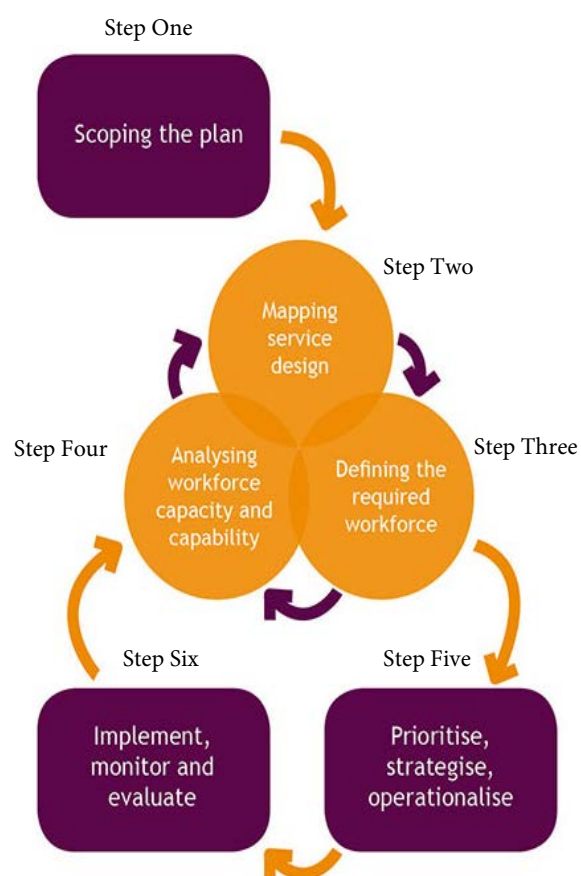 Step One
Scoping the plan
Step Two
Mapping
service
design
Step Three
Defining the
required
workforce
Step Four
Analysing
workforce
capacity and
capability
Step Five
Prioritise,
strategise,
operationalise
Step Six
Implement,
monitor and
evaluate